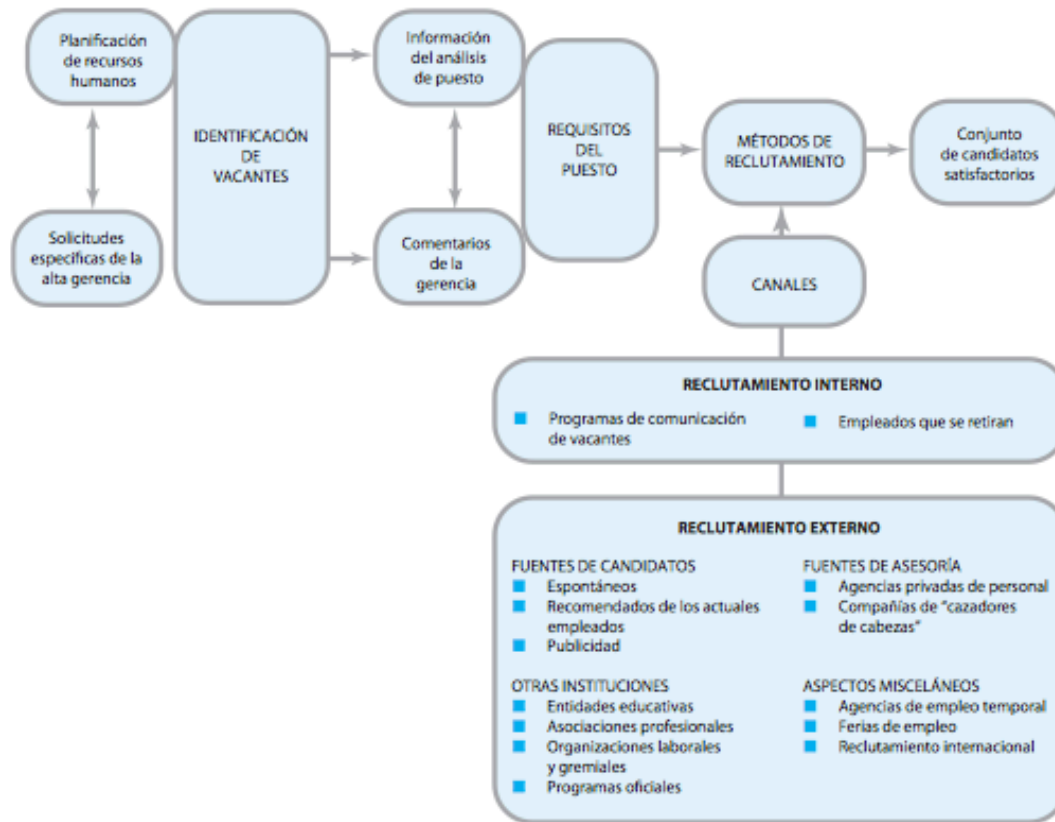 Planificación
de recursos
humanos
Solicitudes
específicas de la
alta gerencia
IDENTIFICACIÓN
DE
VACANTES
Información
del análisis
de puesto
Comentarios
de la
gerencia
REQUISITOS
DEL
PUESTO
MÉTODOS DE
RECLUTAMIENTO
Conjunto
de candidatos
satisfactorios
CANALES
RECLUTAMIENTO INTERNO
Programas de comunicación
de vacantes
Empleados que se retiran
RECLUTAMIENTO EXTERNO
FUENTES DE CANDIDATOS
Espontáneos
Recomendados de los actuales
empleados
Publicidad
FUENTES DE ASESORÍA
Agencias privadas de personal
Compañías de “cazadores
de cabezas”
OTRAS INSTITUCIONES
Entidades educativas
Asociaciones profesionales
Organizaciones laborales
y gremiales
Programas oficiales
ASPECTOS MISCELÁNEOS
Agencias de empleo temporal
Ferias de empleo
Reclutamiento internacional